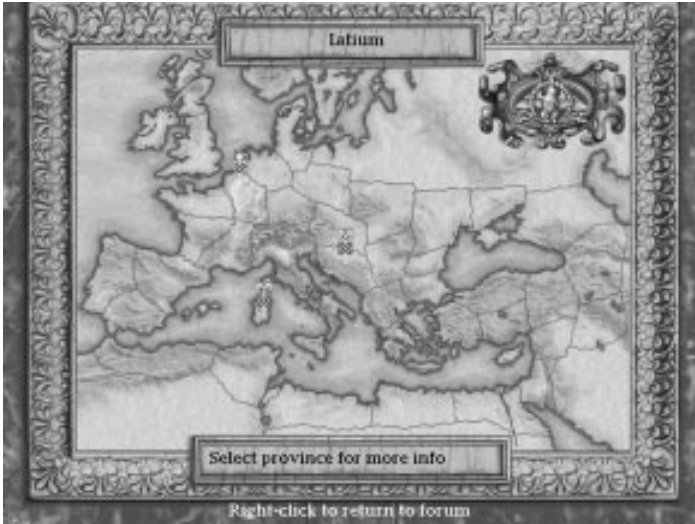 Latium
Select province for more info
Right-click to return to forum